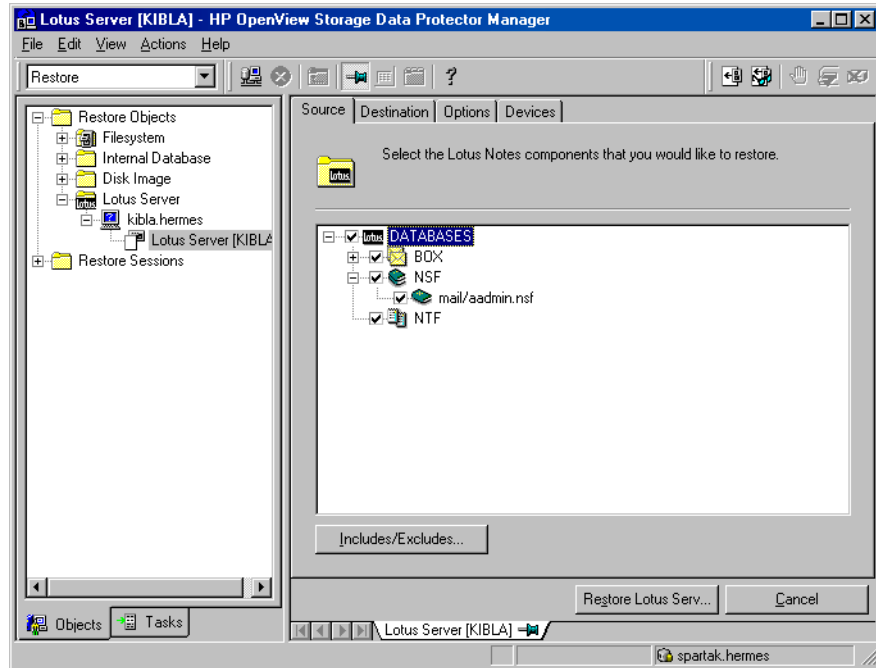 Lotus Server [KIBLA] - HP OpenView Storage Data Protector Manager
File Edit View Actions Help
Restore
Restore Objects
Filesystem
Internal Database
Disk Image
Lotus Server
kibla.hermes
Lotus Server [KIBLA
Restore Sessions
Objects Tasks
Source Destination Options Devices
Select the Lotus Notes components that you would like to restore.
lotus
DATABASES
BOX
NSF
mail/aadmin.nsf
NTF
Includes/Excludes...
Restore Lotus Serv... Cancel
Lotus Server [KIBLA]
spartak.hermes